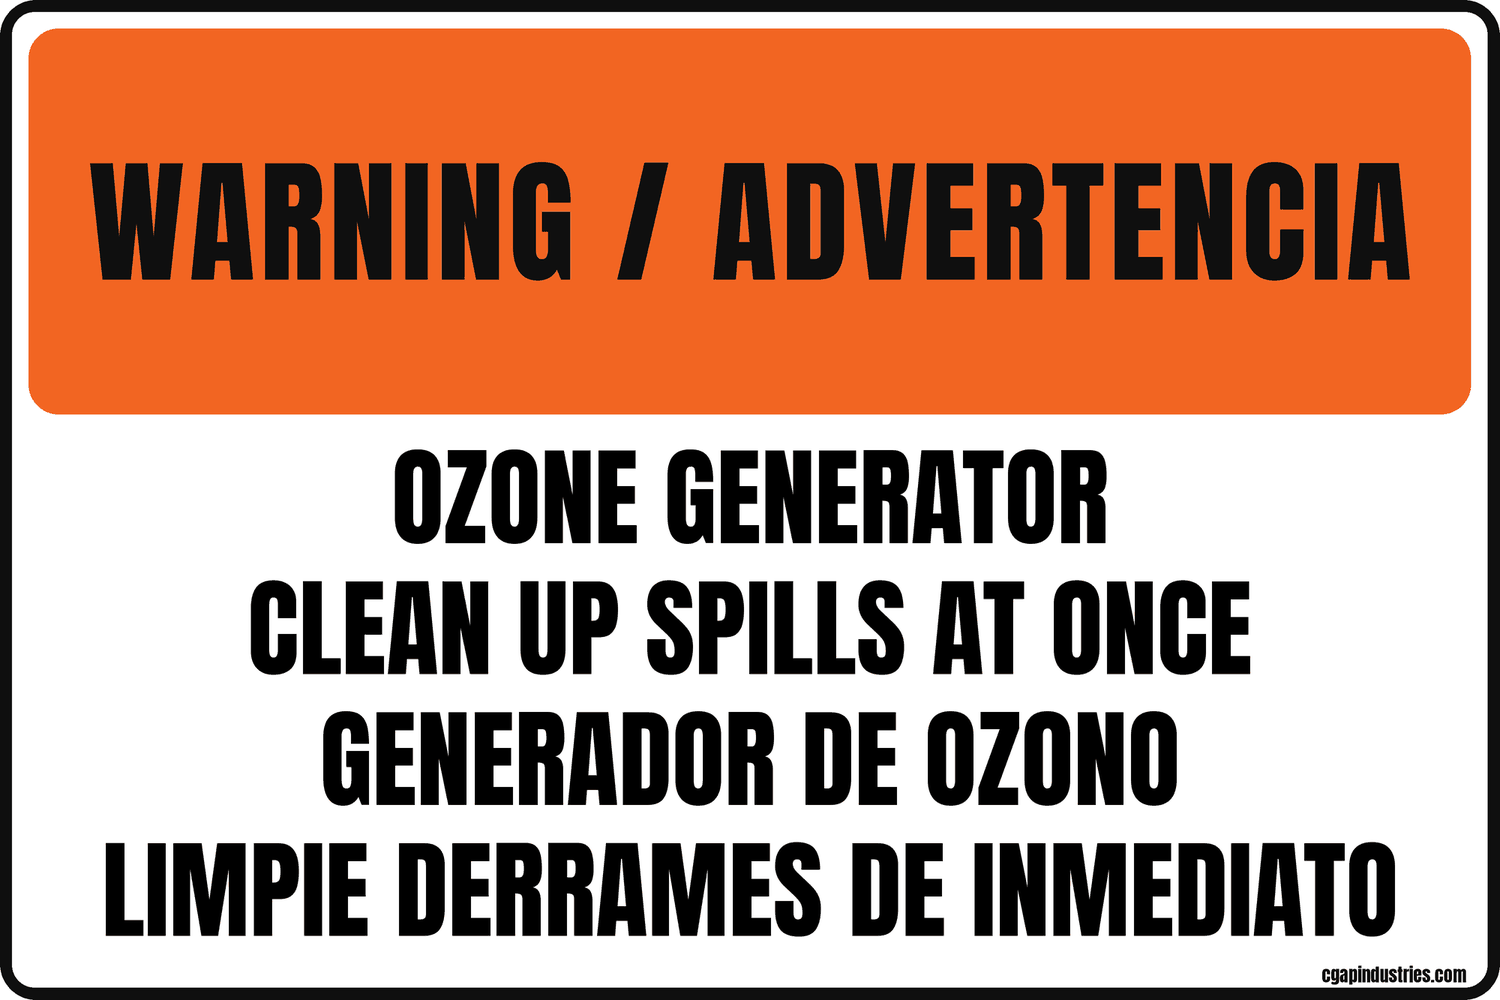 WARNING / ADVERTENCIA
OZONE GENERATOR
CLEAN UP SPILLS AT ONCE
GENERADOR DE OZONO
LIMPIE DERRAMES DE INMEDIATO
cgapindustries.com